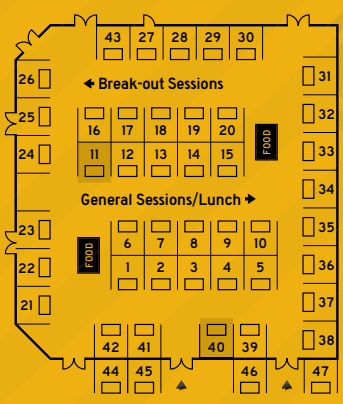 43 27 28 29 30
26 31
← Break-out Sessions
25 32
16 17 18 19 20
FOOD
24 11 12 13 14 15 33
34
General Sessions/Lunch →
23 35
6 7 8 9 10
FOOD
22 1 2 3 4 5 36
21 37
42 41 40 39 38
44 45 46 47